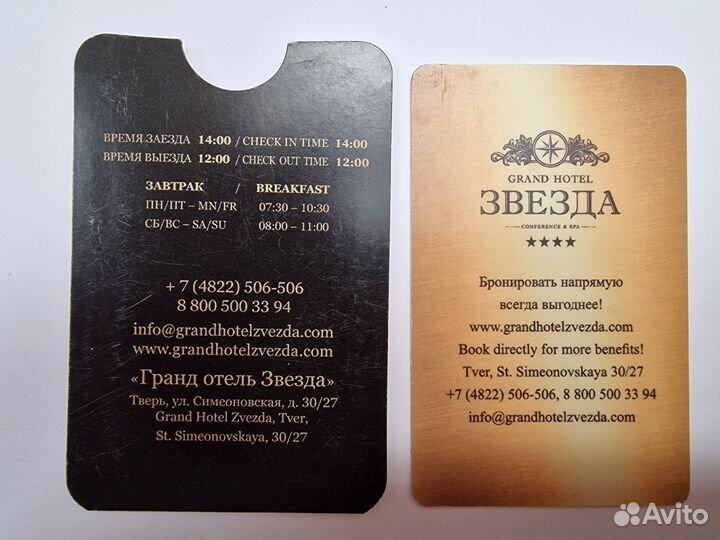 ВРЕМЯ ЗАЕЗДА 14:00 / CHECK IN TIME 14:00
ВРЕМЯ ВЫЕЗДА 12:00 / CHECK OUT TIME 12:00
ЗАВТРАК / BREAKFAST
ПН/ПТ – MN/FR 07:30 – 10:30
СБ/ВС – SA/SU 08:00 – 11:00
+ 7 (4822) 506-506
8 800 500 33 94
info@grandhotelzvezda.com
www.grandhotelzvezda.com
«Гранд отель Звезда»
Тверь, ул. Симеоновская, д. 30/27
Grand Hotel Zvezda, Tver,
St. Simeonovskaya, 30/27
GRAND HOTEL
ЗВЕЗДА
CONFERENCE & SPA
Бронировать напрямую
всегда выгоднее!
www.grandhotelzvezda.com
Book directly for more benefits!
Tver, St. Simeonovskaya 30/27
+7 (4822) 506-506, 8 800 500 33 94
info@grandhotelzvezda.com
Avito